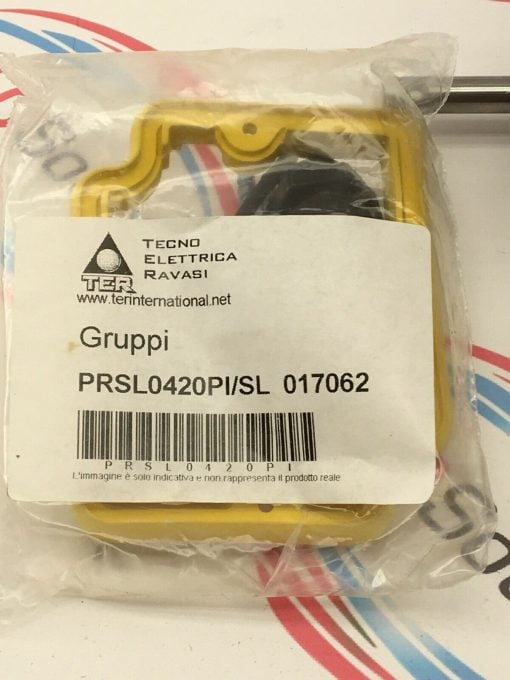 TECNO
ELETTRICA
RAVASI
TER
www.terinternational.net
Gruppi
PRSL0420PI/SL 017062
PRSL0420PI
L'immagine è solo indicativa e non rappresenta il prodotto reale